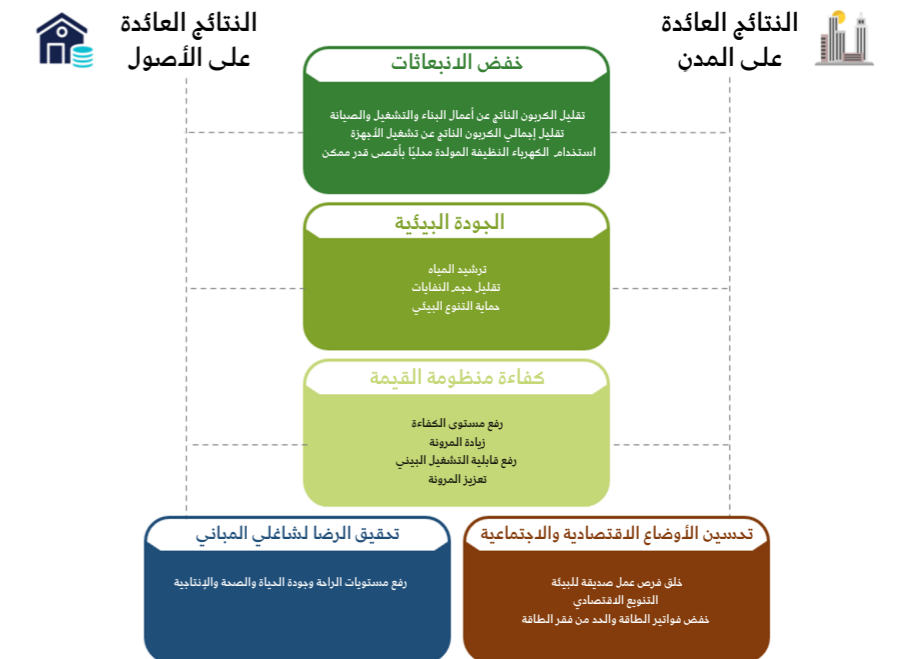 النتائج العائدة
على المدن
النتائج العائدة
على الأصول
خفض الانبعاثات
تقليل الكربون الناتج عن أعمال البناء والتشغيل والصيانة
تقليل إجمالي الكربون الناتج عن تشغيل الأجهزة
استخدام الكهرباء النظيفة المولدة محليًا بأقصى قدر ممكن
الجودة البيئية
ترشيد المياه
تقليل حجم النفايات
حماية التنوع البيئي
كفاءة منظومة القيمة
رفع مستوى الكفاءة
زيادة المرونة
رفع قابلية التشغيل البيني
تعزيز المرونة
تحسين الأوضاع الاقتصادية والاجتماعية
خلق فرص عمل صديقة للبيئة
التنويع الاقتصادي
خفض فواتير الطاقة والحد من فقر الطاقة
تحقيق الرضا لشاغلي المباني
رفع مستويات الراحة وجودة الحياة والصحة والإنتاجية